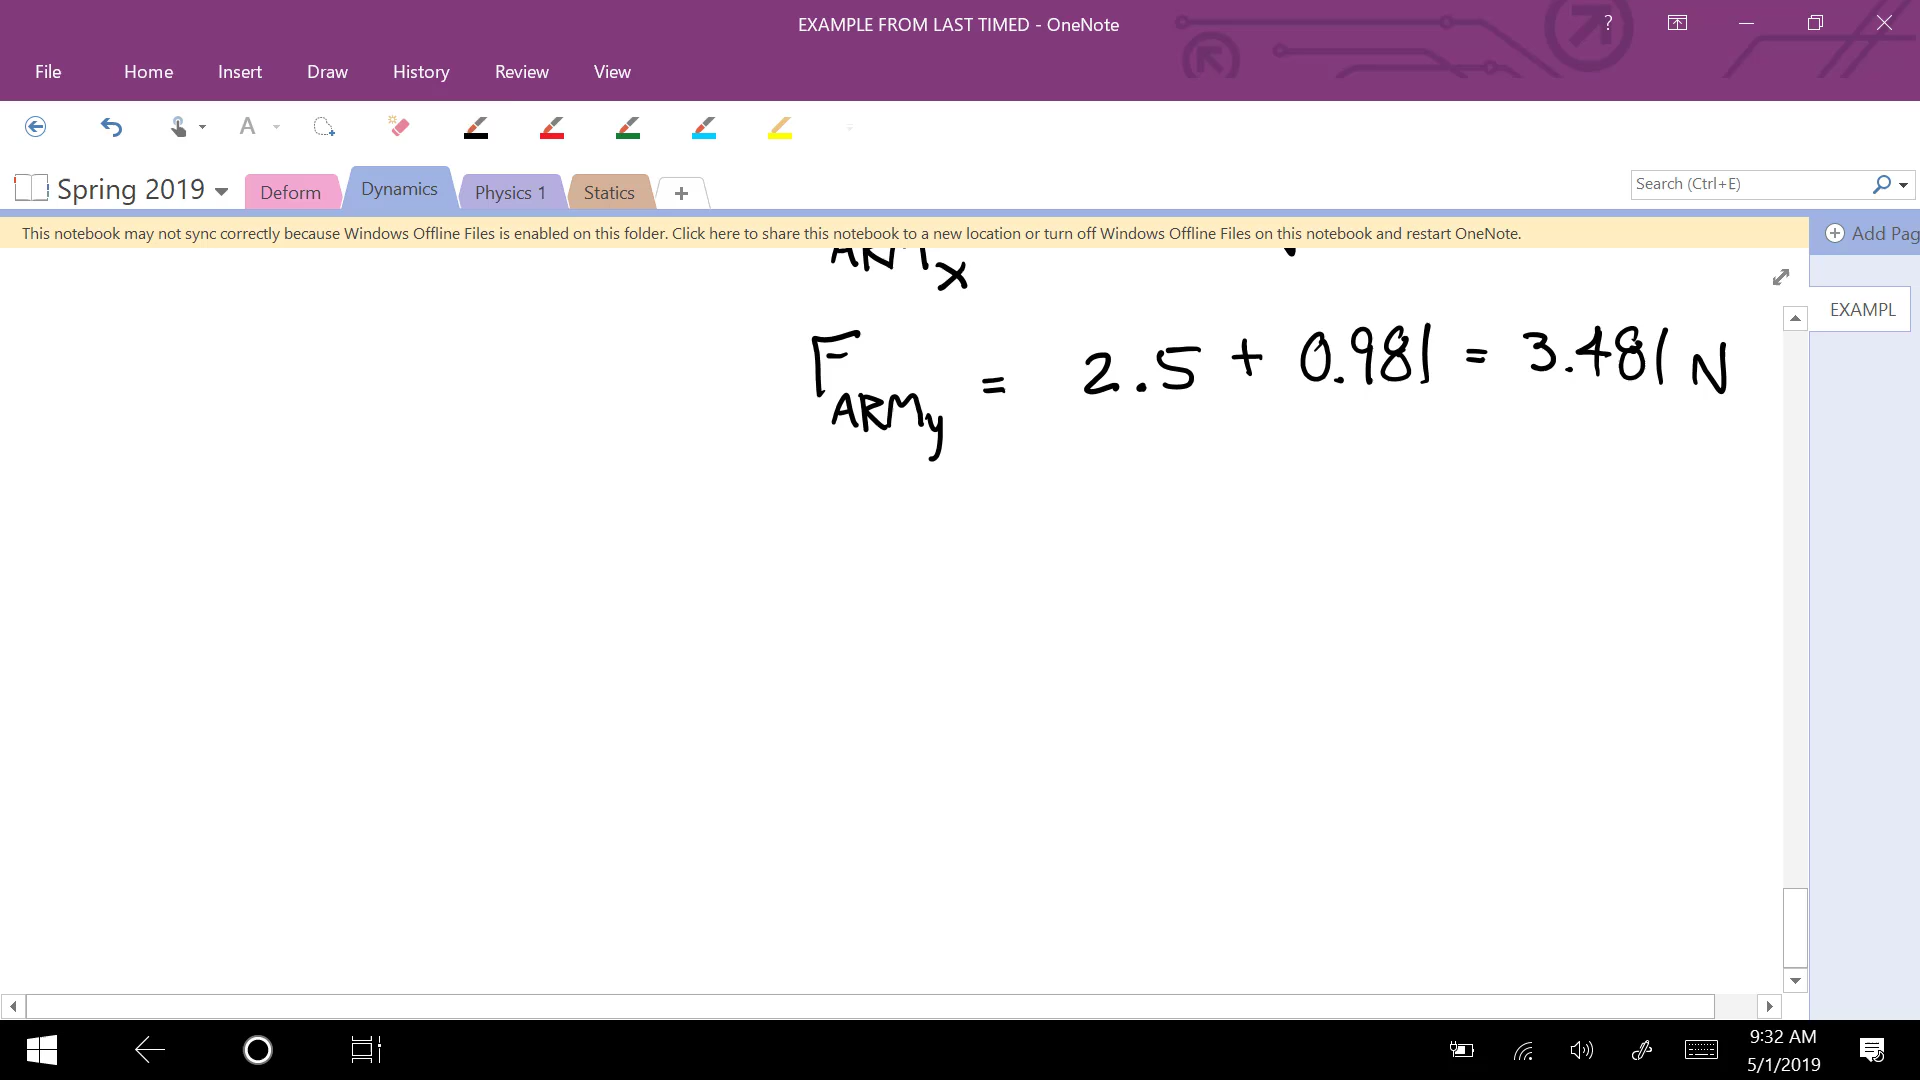 EXAMPLE FROM LAST TIMED - OneNote
?
File Home Insert Draw History Review View
A
Spring 2019 Deform Dynamics Physics 1 Statics +
Search (Ctrl+E)
This notebook may not sync correctly because Windows Offline Files is enabled on this folder. Click here to share this notebook to a new location or turn off Windows Offline Files on this notebook and restart OneNote.
Add Pag
EXAMPL
ARMx
F_ARMy = 2.5 + 0.981 = 3.481 N
9:32 AM
5/1/2019